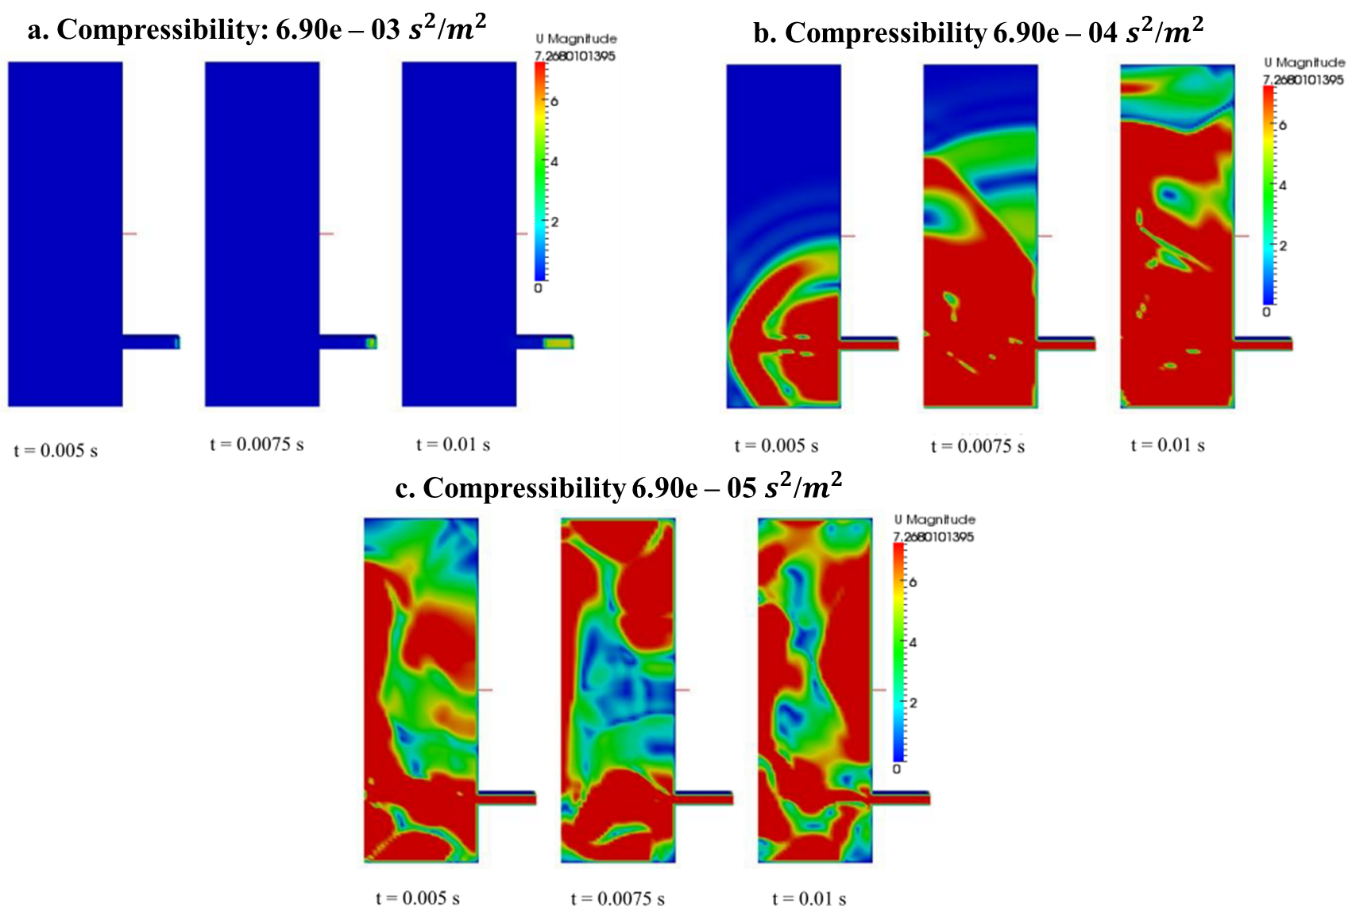 a. Compressibility: 6.90e – 03 s²/m²
U Magnitude
7.2680101395
6
4
2
0
t = 0.005 s
t = 0.0075 s
t = 0.01 s
b. Compressibility 6.90e – 04 s²/m²
U Magnitude
7.2680101395
6
4
2
0
t = 0.005 s
t = 0.0075 s
t = 0.01 s
c. Compressibility 6.90e – 05 s²/m²
U Magnitude
7.2680101395
6
4
2
0
t = 0.005 s
t = 0.0075 s
t = 0.01 s